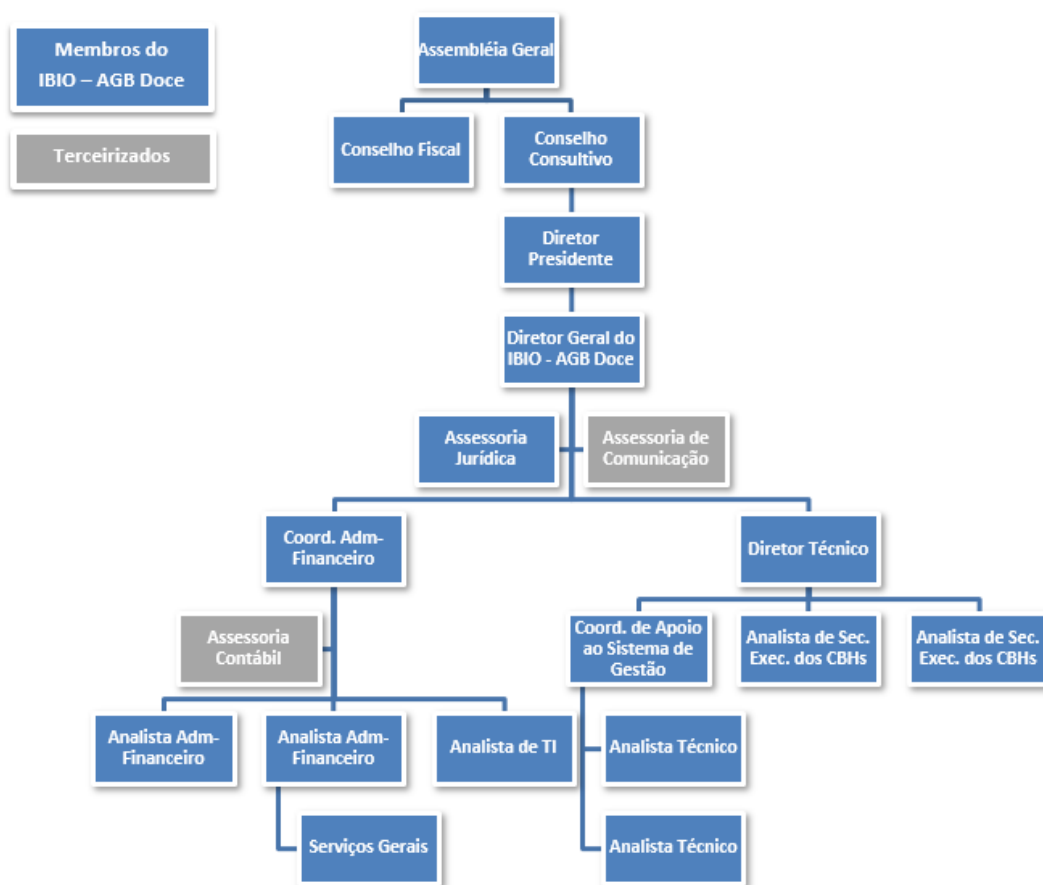 Membros do
IBIO – AGB Doce
Terceirizados
Assembléia Geral
Conselho Fiscal
Conselho
Consultivo
Diretor
Presidente
Diretor Geral do
IBIO - AGB Doce
Assessoria
Jurídica
Assessoria de
Comunicação
Coord. Adm-
Financeiro
Diretor Técnico
Assessoria
Contábil
Coord. de Apoio
ao Sistema de
Gestão
Analista de Sec.
Exec. dos CBHs
Analista de Sec.
Exec. dos CBHs
Analista Adm-
Financeiro
Analista Adm-
Financeiro
Analista de TI
Analista Técnico
Serviços Gerais
Analista Técnico